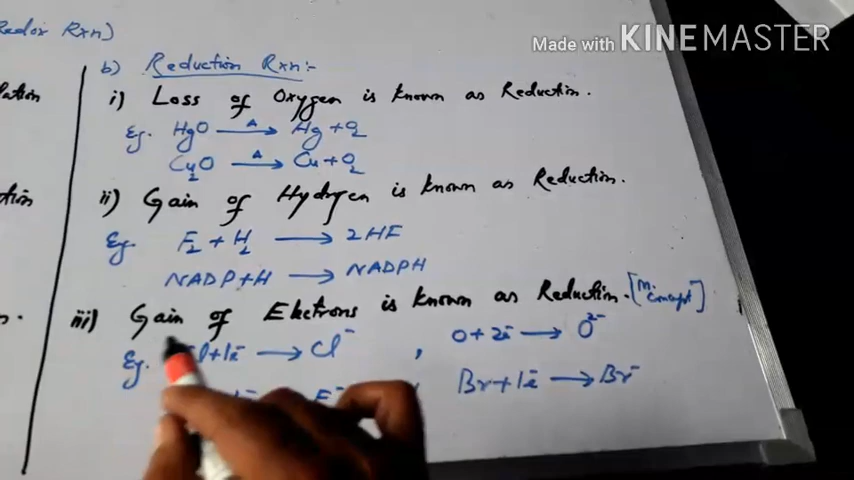 Redox Rxn)
Made with KINEMASTER
b) Reduction Rxn:-
i) Loss of Oxygen is known as Reduction.
Eg. HgO —Δ→ Hg + O₂
Cu₂O —Δ→ Cu + O₂
ii) Gain of Hydrogen is known as Reduction.
Eg. F₂ + H₂ → 2HF
NADP + H → NADPH
iii) Gain of Electrons is known as Reduction.
Eg. + 1e⁻ → Cl⁻ , O + 2e⁻ → O²⁻
F⁻ Br + 1e⁻ → Br⁻